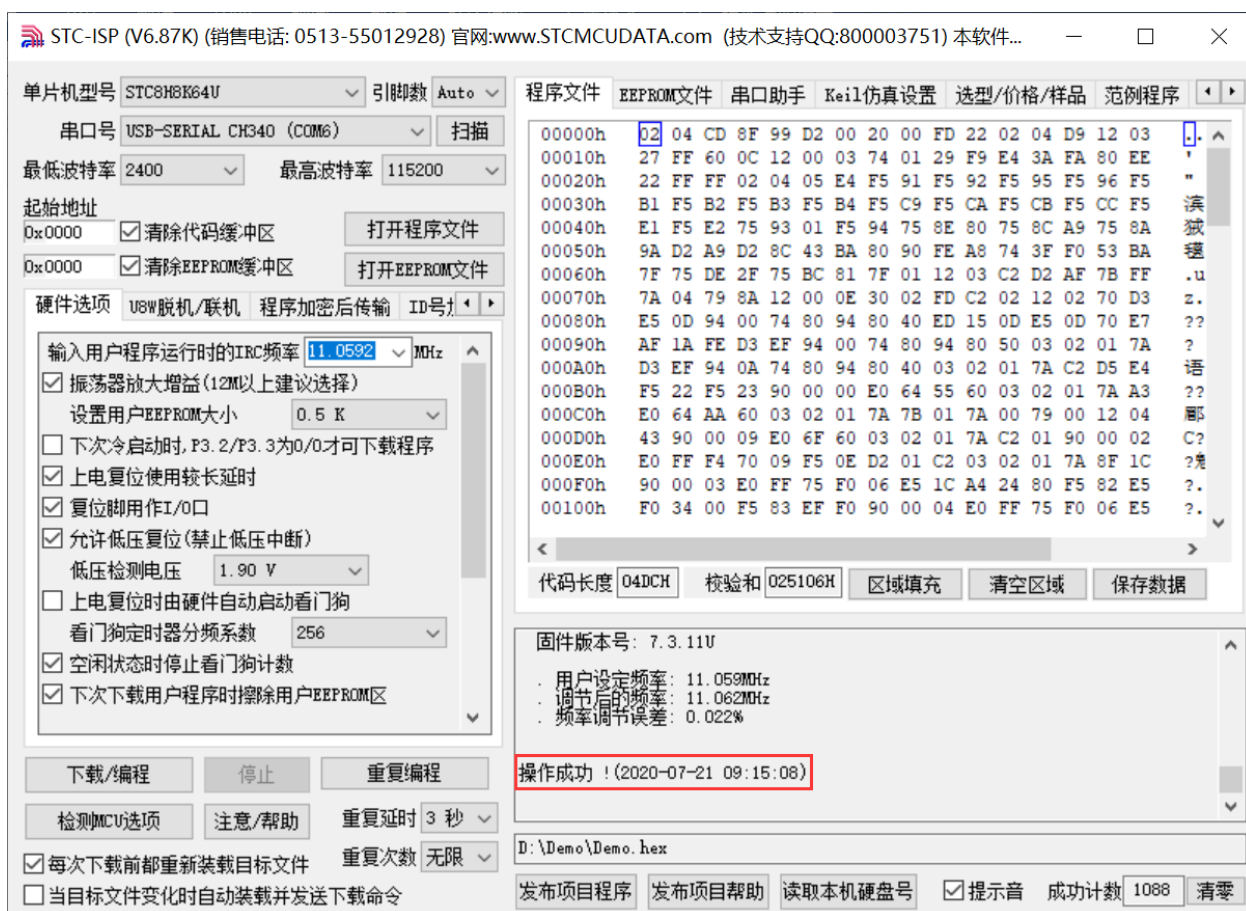 STC-ISP (V6.87K) (销售电话: 0513-55012928) 官网:www.STCMCUDATA.com (技术支持QQ:800003751) 本软件...
单片机型号 STC8H8K64U 引脚数 Auto
串口号 USB-SERIAL CH340 (COM6) 扫描
最低波特率 2400 最高波特率 115200
起始地址
0x0000 清除代码缓冲区 打开程序文件
0x0000 清除EEPROM缓冲区 打开EEPROM文件
硬件选项 U8W脱机/联机 程序加密后传输
输入用户程序运行时的IRC频率 11.0592 MHz
振荡器放大增益(12M以上建议选择)
设置用户EEPROM大小 0.5 K
下次冷启动时,P3.2/P3.3为0/0才可下载程序
上电复位使用较长延时
复位脚用作I/O口
允许低压复位(禁止低压中断)
低压检测电压 1.90 V
上电复位时由硬件自动启动看门狗
看门狗定时器分频系数 256
空闲状态时停止看门狗计数
下次下载用户程序时擦除用户EEPROM区
下载/编程 停止 重复编程
检测MCU选项 注意/帮助 重复延时 3 秒
每次下载前都重新装载目标文件 重复次数 无限
当目标文件变化时自动装载并发送下载命令
程序文件 EEPROM文件 串口助手 Keil仿真设置 选型/价格/样品 范例程序
00000h 02 04 CD 8F 99 D2 00 20 00 FD 22 02 04 D9 12 03 ..
00010h 27 FF 60 0C 12 00 03 74 01 29 F9 E4 3A FA 80 EE '
00020h 22 FF FF 02 04 05 E4 F5 91 F5 92 F5 95 F5 96 F5 "
00030h B1 F5 B2 F5 B3 F5 B4 F5 C9 F5 CA F5 CB F5 CC F5
00040h E1 F5 E2 75 93 01 F5 94 75 8E 80 75 8C A9 75 8A
00050h 9A D2 A9 D2 8C 43 BA 80 90 FE A8 74 3F F0 53 BA
00060h 7F 75 DE 2F 75 BC 81 7F 01 12 03 C2 D2 AF 7B FF .u
00070h 7A 04 79 8A 12 00 0E 30 02 FD C2 02 12 02 70 D3 z.
00080h E5 0D 94 00 74 80 94 80 40 ED 15 0D E5 0D 70 E7 ??
00090h AF 1A FE D3 EF 94 00 74 80 94 80 50 03 02 01 7A ?
000A0h D3 EF 94 0A 74 80 94 80 40 03 02 01 7A C2 D5 E4 语
000B0h F5 22 F5 23 90 00 00 E0 64 55 60 03 02 01 7A A3 ??
000C0h E0 64 AA 60 03 02 01 7A 7B 01 7A 00 79 00 12 04
000D0h 43 90 00 09 E0 6F 60 03 02 01 7A C2 01 90 00 02 C?
000E0h E0 FF F4 70 09 F5 0E D2 01 C2 03 02 01 7A 8F 1C
000F0h 90 00 03 E0 FF 75 F0 06 E5 1C A4 24 80 F5 82 E5 ?.
00100h F0 34 00 F5 83 EF F0 90 00 04 E0 FF 75 F0 06 E5 ?.
代码长度 04DCH 校验和 025106H 区域填充 清空区域 保存数据
固件版本号: 7.3.11U
. 用户设定频率: 11.059MHz
. 调节后的频率: 11.062MHz
. 频率调节误差: 0.022%
操作成功 !(2020-07-21 09:15:08)
D:\Demo\Demo.hex
发布项目程序 发布项目帮助 读取本机硬盘号 提示音 成功计数 1088 清零